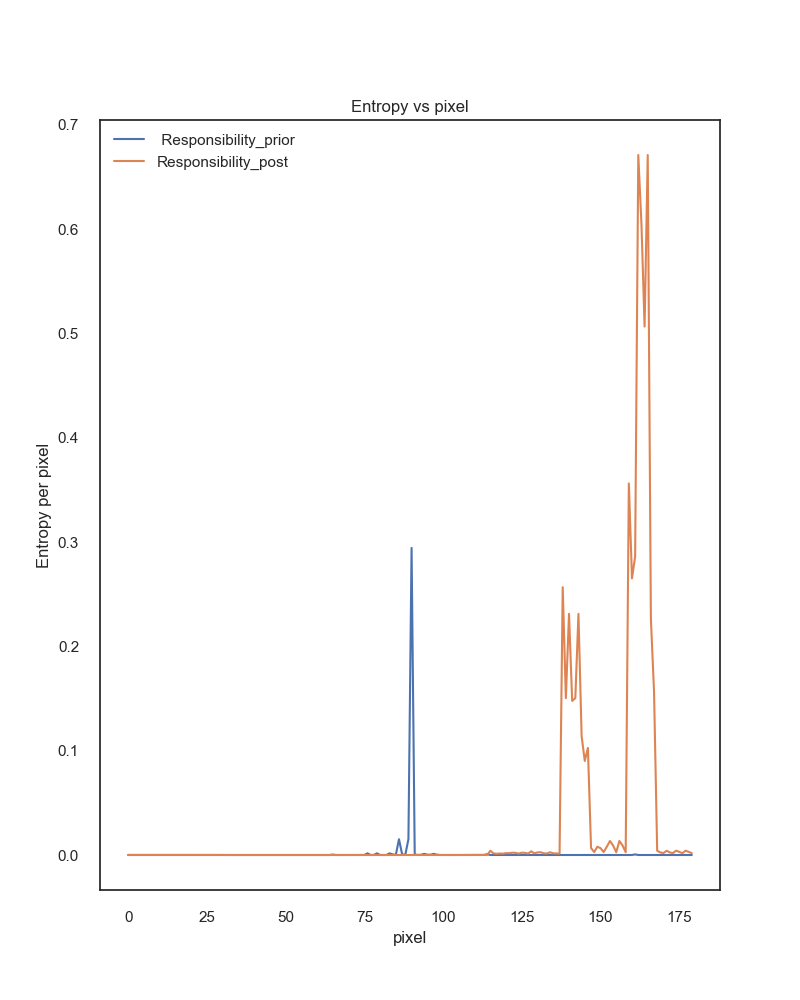 Entropy vs pixel
Responsibility_prior
Responsibility_post
0.7
0.6
0.5
0.4
0.3
0.2
0.1
0.0
Entropy per pixel
0 25 50 75 100 125 150 175
pixel